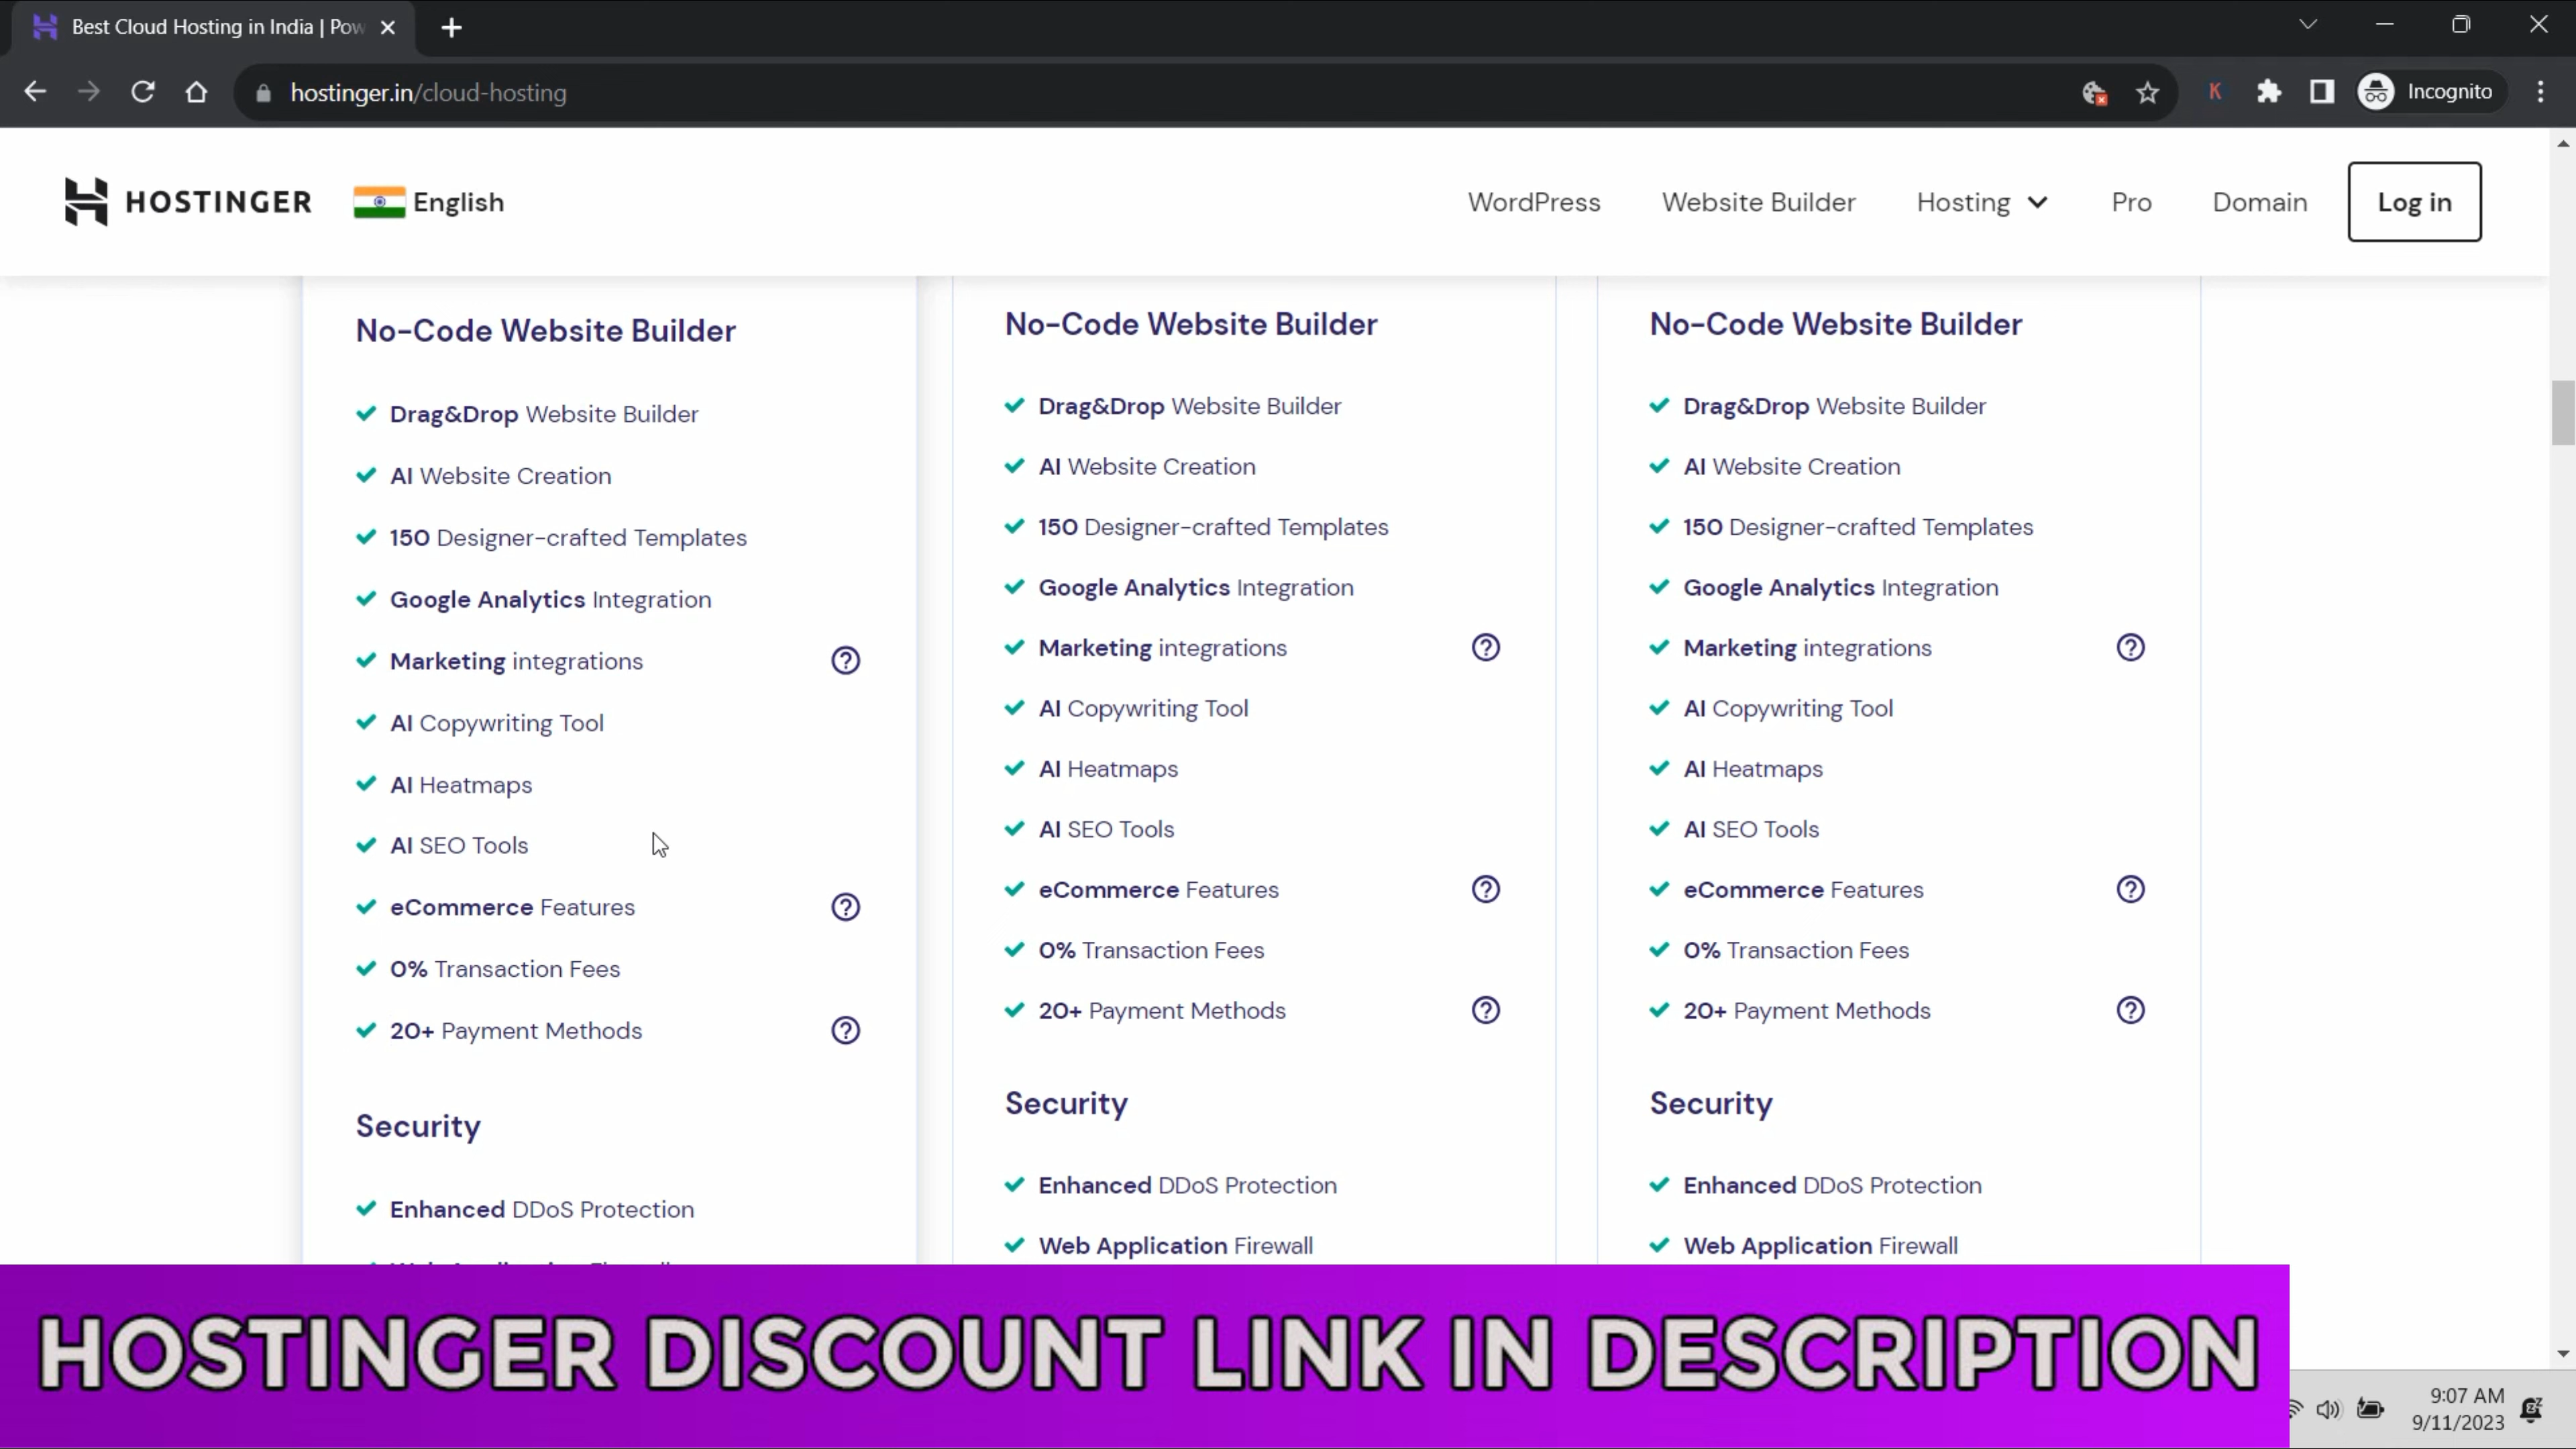 Best Cloud Hosting in India | Pow
hostinger.in/cloud-hosting
K
Incognito
HOSTINGER
English
WordPress
Website Builder
Hosting
Pro
Domain
Log in
No-Code Website Builder
Drag&Drop Website Builder
AI Website Creation
150 Designer-crafted Templates
Google Analytics Integration
Marketing integrations
AI Copywriting Tool
AI Heatmaps
AI SEO Tools
eCommerce Features
0% Transaction Fees
20+ Payment Methods
Security
Enhanced DDoS Protection
No-Code Website Builder
Drag&Drop Website Builder
AI Website Creation
150 Designer-crafted Templates
Google Analytics Integration
Marketing integrations
AI Copywriting Tool
AI Heatmaps
AI SEO Tools
eCommerce Features
0% Transaction Fees
20+ Payment Methods
Security
Enhanced DDoS Protection
Web Application Firewall
No-Code Website Builder
Drag&Drop Website Builder
AI Website Creation
150 Designer-crafted Templates
Google Analytics Integration
Marketing integrations
AI Copywriting Tool
AI Heatmaps
AI SEO Tools
eCommerce Features
0% Transaction Fees
20+ Payment Methods
Security
Enhanced DDoS Protection
Web Application Firewall
HOSTINGER DISCOUNT LINK IN DESCRIPTION
9:07 AM
9/11/2023